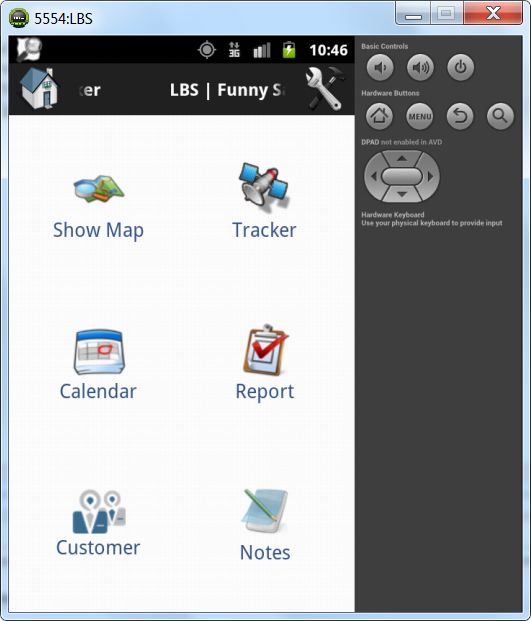 5554:LBS
3G 10:46
ker LBS | Funny S
Show Map Tracker
Calendar Report
Customer Notes
Basic Controls
Hardware Buttons
MENU
DPAD not enabled in AVD
Hardware Keyboard
Use your physical keyboard to provide input